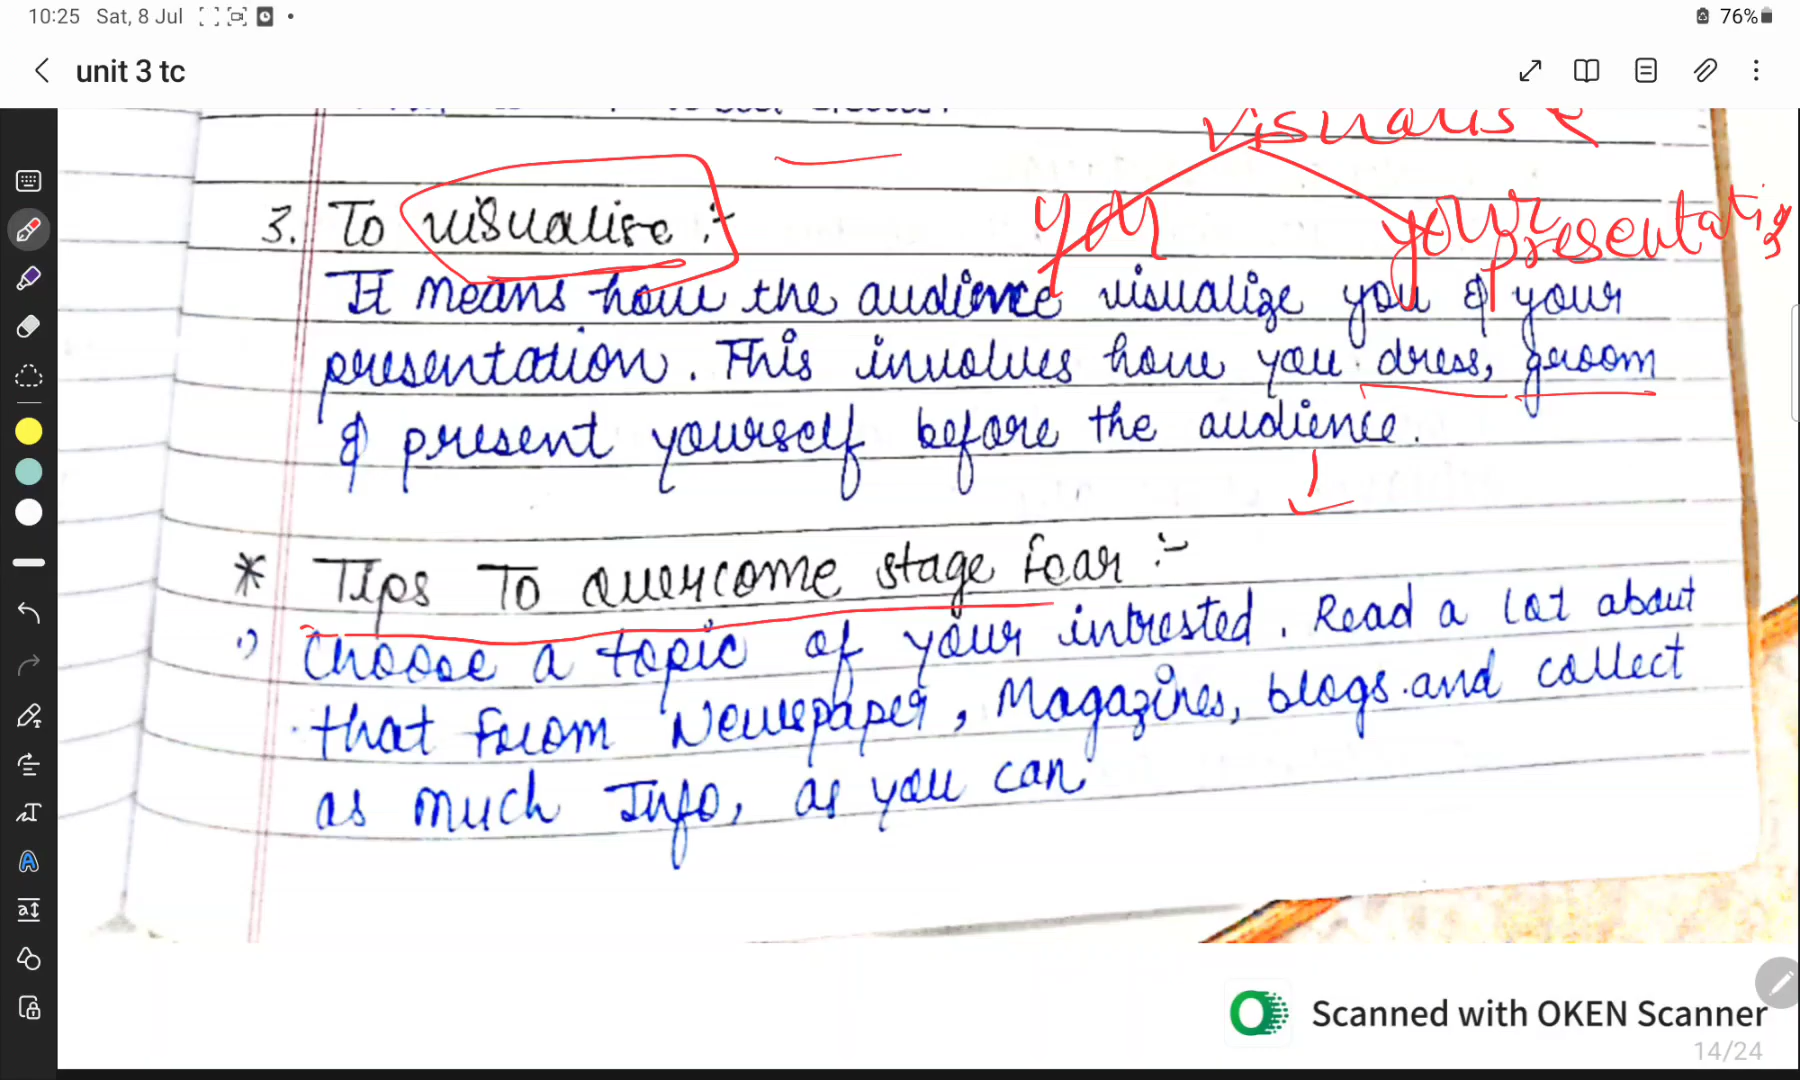 10:25 Sat, 8 Jul
76%
unit 3 tc
visualise
you
your presentation
3. To visualise :-
It means how the audience visualize you & your
presentation. This involves how you dress, groom
& present yourself before the audience.
* Tips To overcome stage fear :-
1) Choose a topic of your intrested. Read a lot about
that from Newspaper, Magazines, blogs and collect
as much Info, as you can
Scanned with OKEN Scanner
14/24